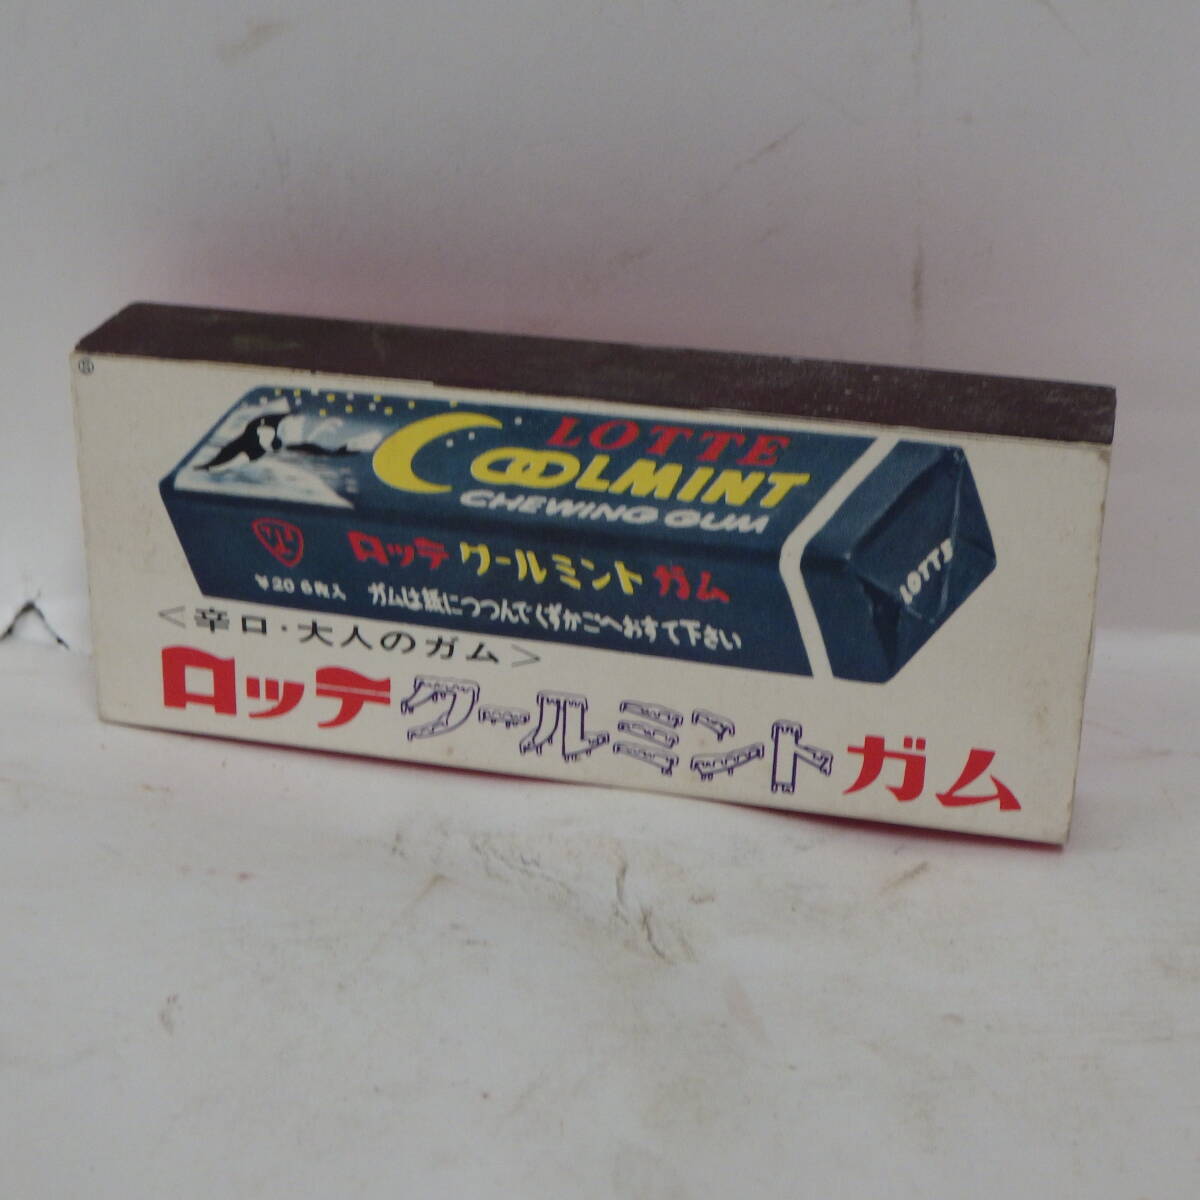 LOTTE
COOLMINT
CHEWING GUM
ロッテ クールミント ガム
¥20 6枚入 ガムは紙につつんでくずかごへおすて下さい
LOTTE
<辛口・大人のガム>
ロッテクールミントガム